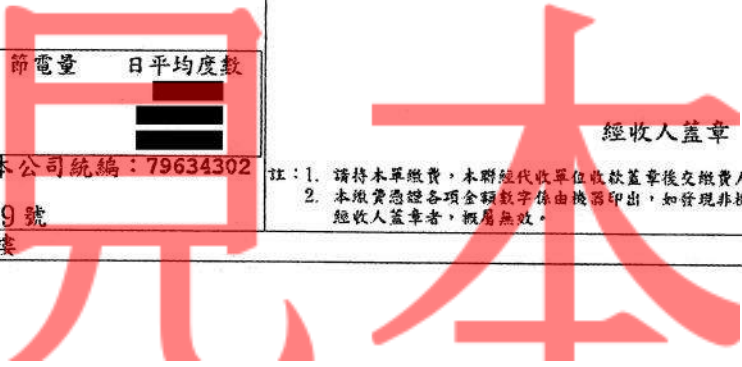 節電量 日平均度數
本公司統編：79634302
9號
樓
經收人蓋章
註：1. 請持本單繳費，本聯經代收單位收款蓋章後交繳費人
2. 本繳費憑證各項金額數字係由機器印出，如發現非機
經收人蓋章者，概屬無效。
見本